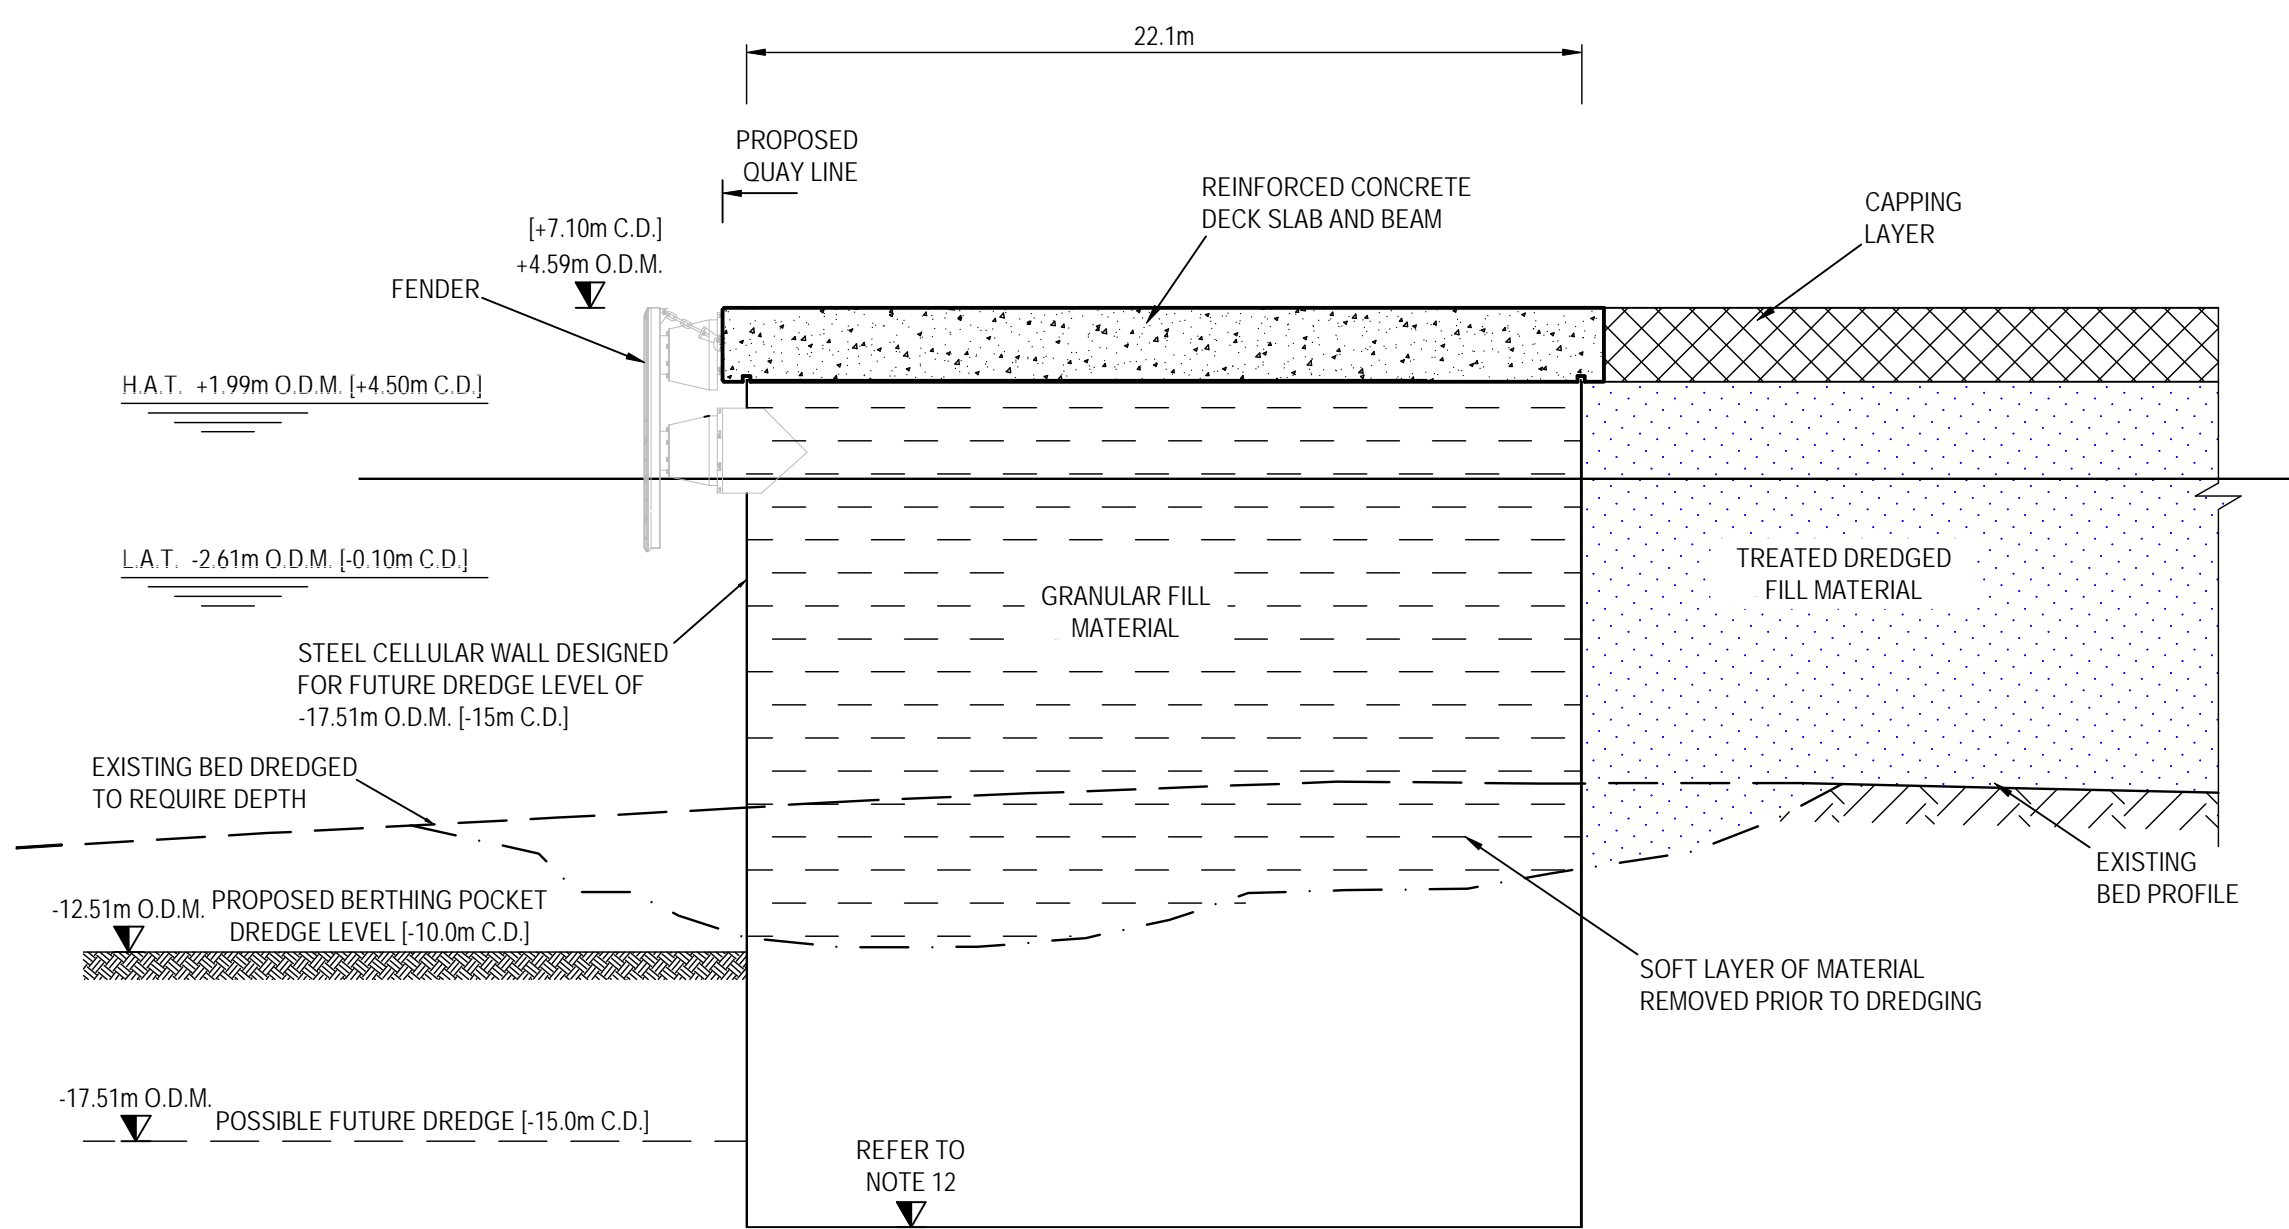 22.1m
PROPOSED
QUAY LINE
REINFORCED CONCRETE
DECK SLAB AND BEAM
CAPPING
LAYER
[+7.10m C.D.]
+4.59m O.D.M.
FENDER
H.A.T. +1.99m O.D.M. [+4.50m C.D.]
L.A.T. -2.61m O.D.M. [-0.10m C.D.]
TREATED DREDGED
FILL MATERIAL
GRANULAR FILL
MATERIAL
STEEL CELLULAR WALL DESIGNED
FOR FUTURE DREDGE LEVEL OF
-17.51m O.D.M. [-15m C.D.]
EXISTING BED DREDGED
TO REQUIRE DEPTH
EXISTING
BED PROFILE
-12.51m O.D.M.
PROPOSED BERTHING POCKET
DREDGE LEVEL [-10.0m C.D.]
SOFT LAYER OF MATERIAL
REMOVED PRIOR TO DREDGING
-17.51m O.D.M.
POSSIBLE FUTURE DREDGE [-15.0m C.D.]
REFER TO
NOTE 12